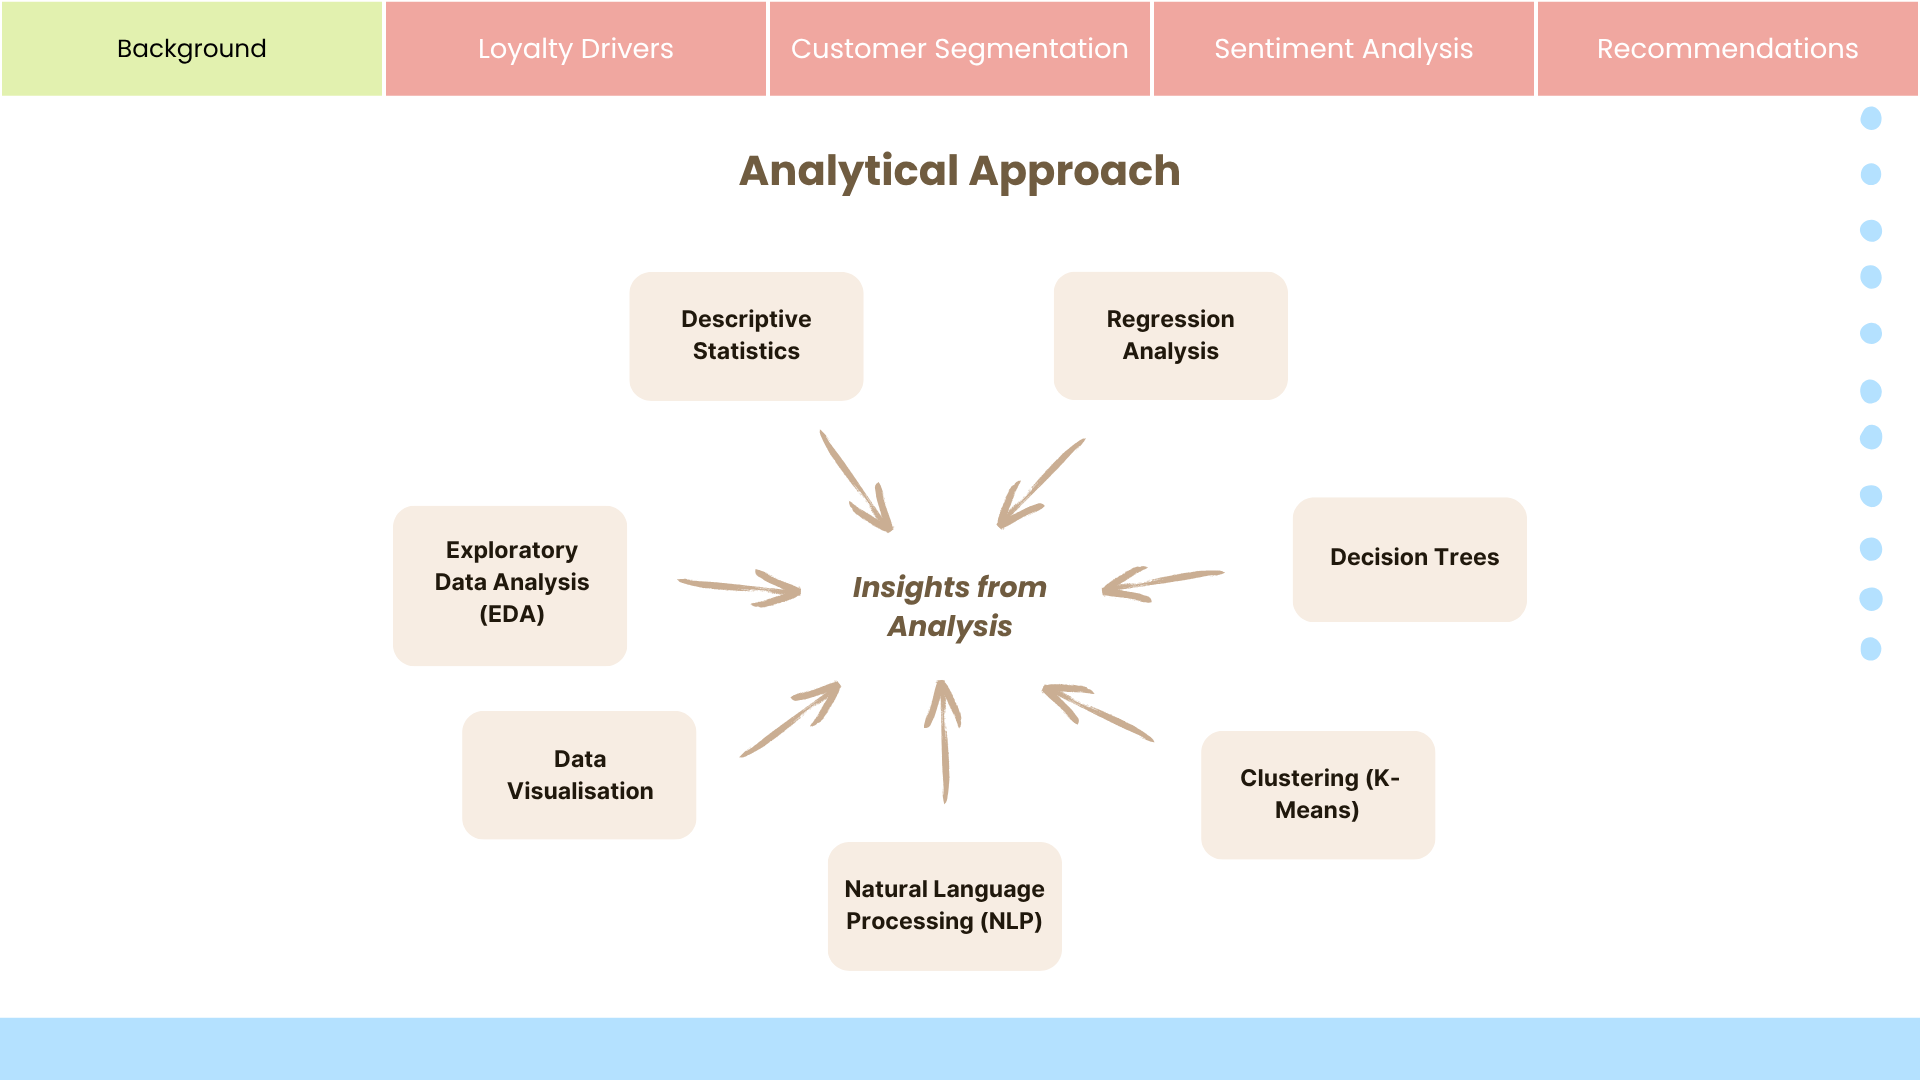 Background
Loyalty Drivers
Customer Segmentation
Sentiment Analysis
Recommendations
Analytical Approach
Descriptive
Statistics
Regression
Analysis
Exploratory
Data Analysis
(EDA)
Insights from
Analysis
Decision Trees
Data
Visualisation
Clustering (K-
Means)
Natural Language
Processing (NLP)